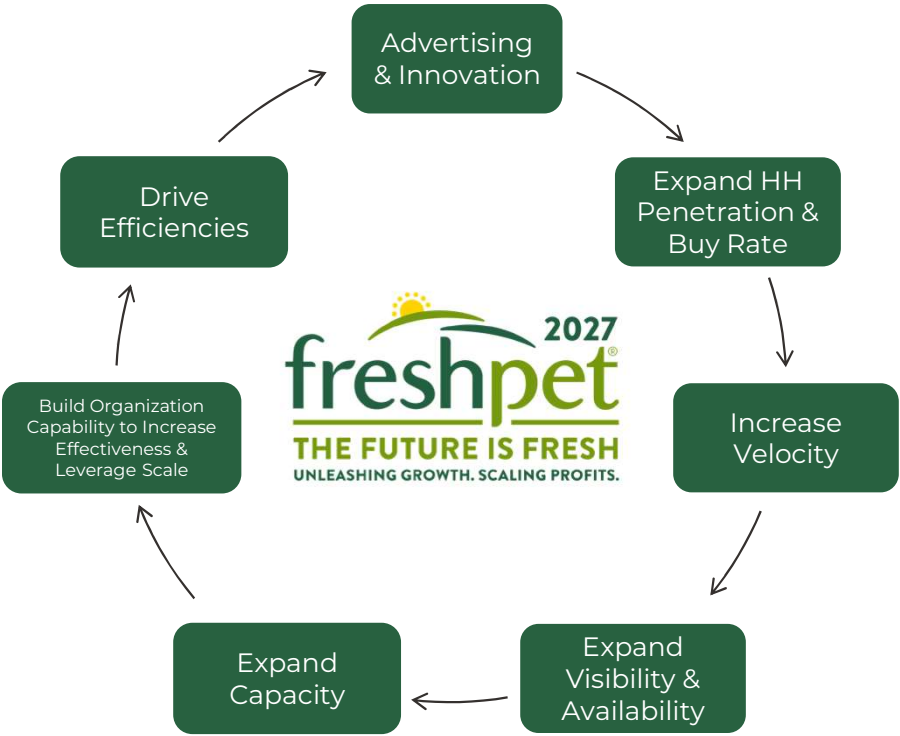 Advertising
& Innovation
Expand HH
Penetration &
Buy Rate
Increase
Velocity
Expand
Visibility &
Availability
Expand
Capacity
Build Organization
Capability to Increase
Effectiveness &
Leverage Scale
Drive
Efficiencies
2027
freshpet®
THE FUTURE IS FRESH
UNLEASHING GROWTH. SCALING PROFITS.